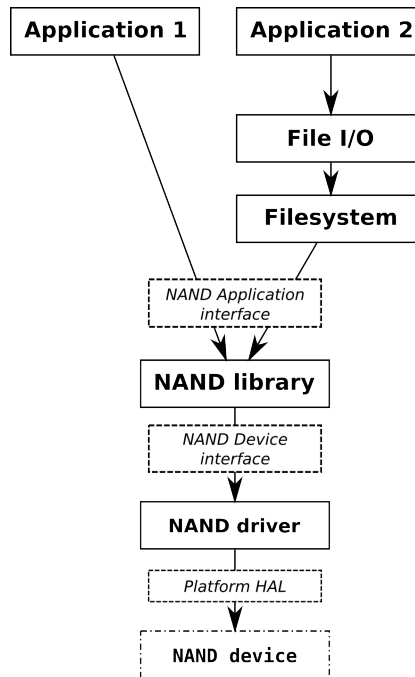 Application 1
Application 2
File I/O
Filesystem
NAND Application
interface
NAND library
NAND Device
interface
NAND driver
Platform HAL
NAND device